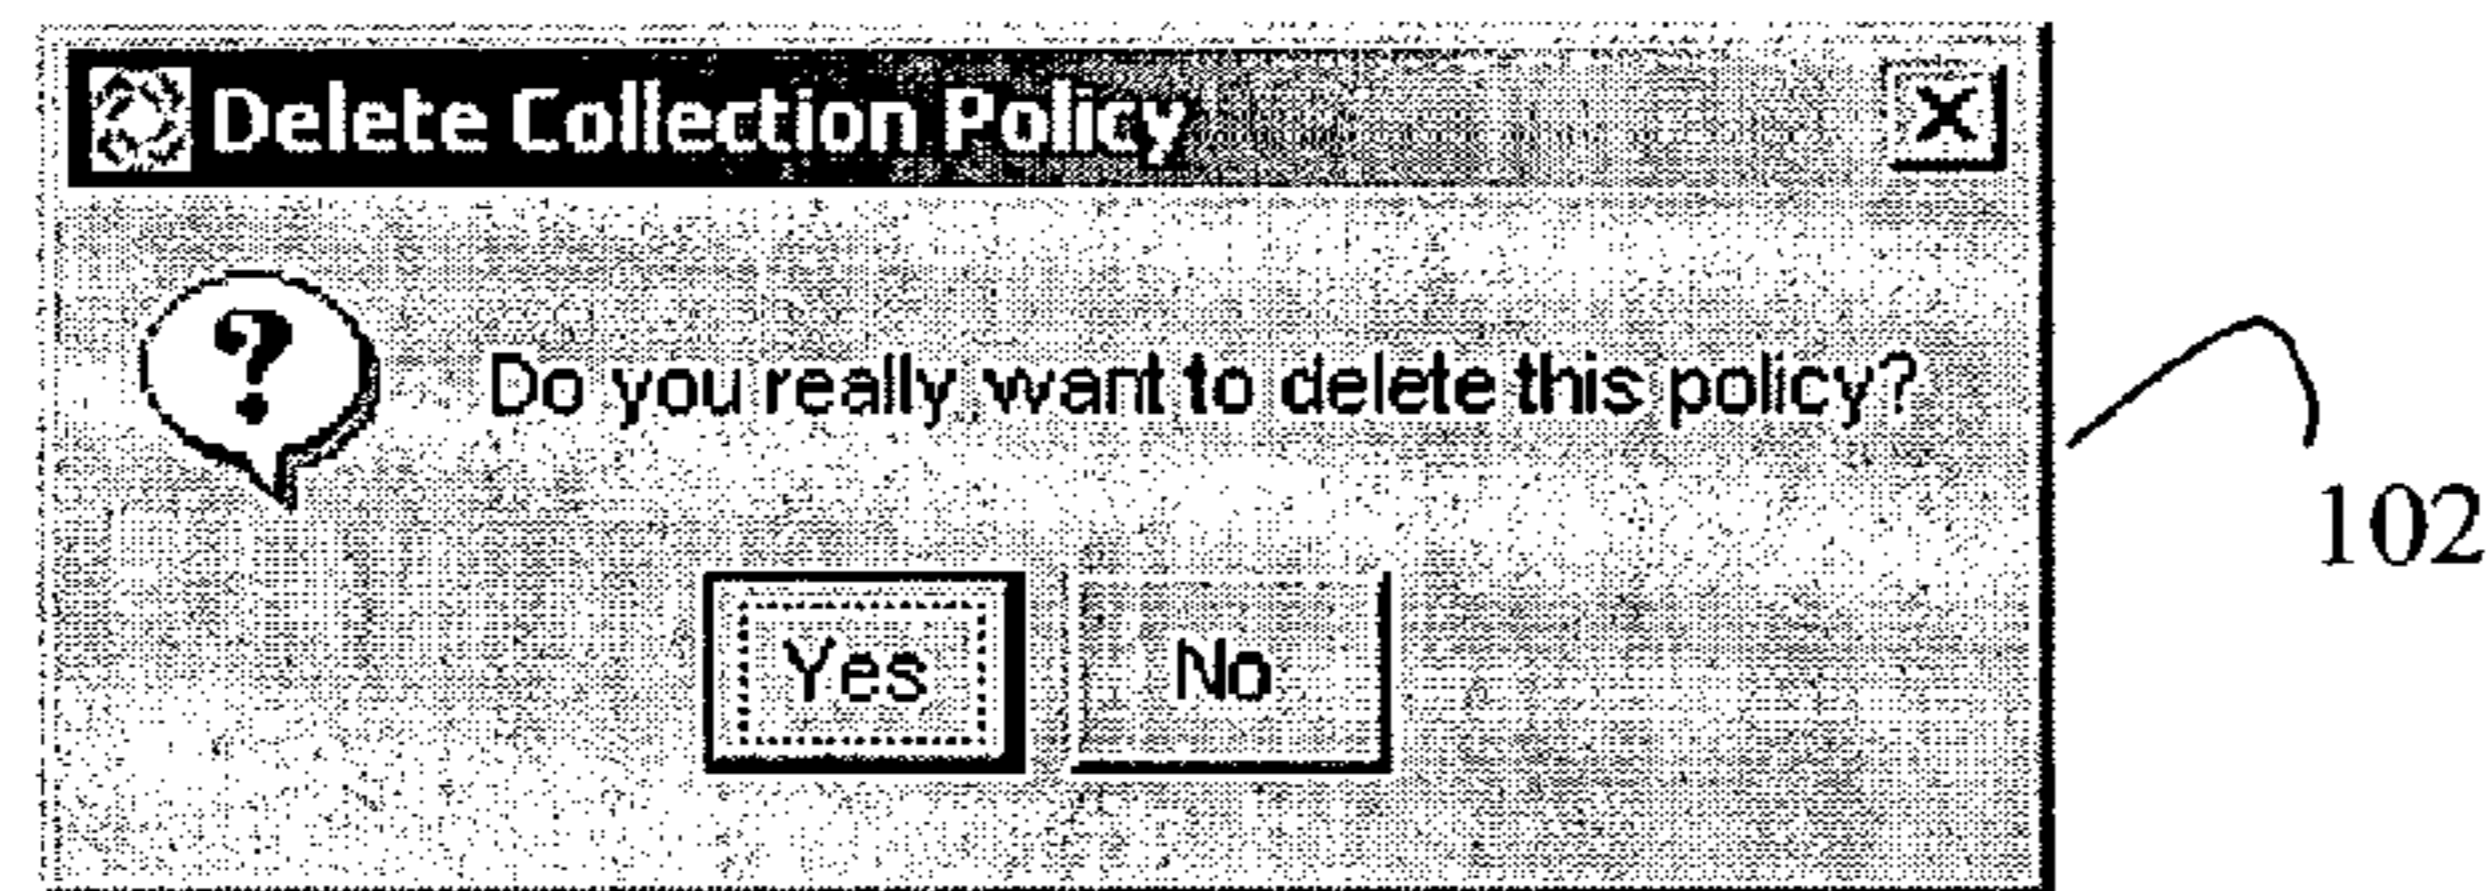 Delete Collection Policy
Do you really want to delete this policy?
Yes No
102